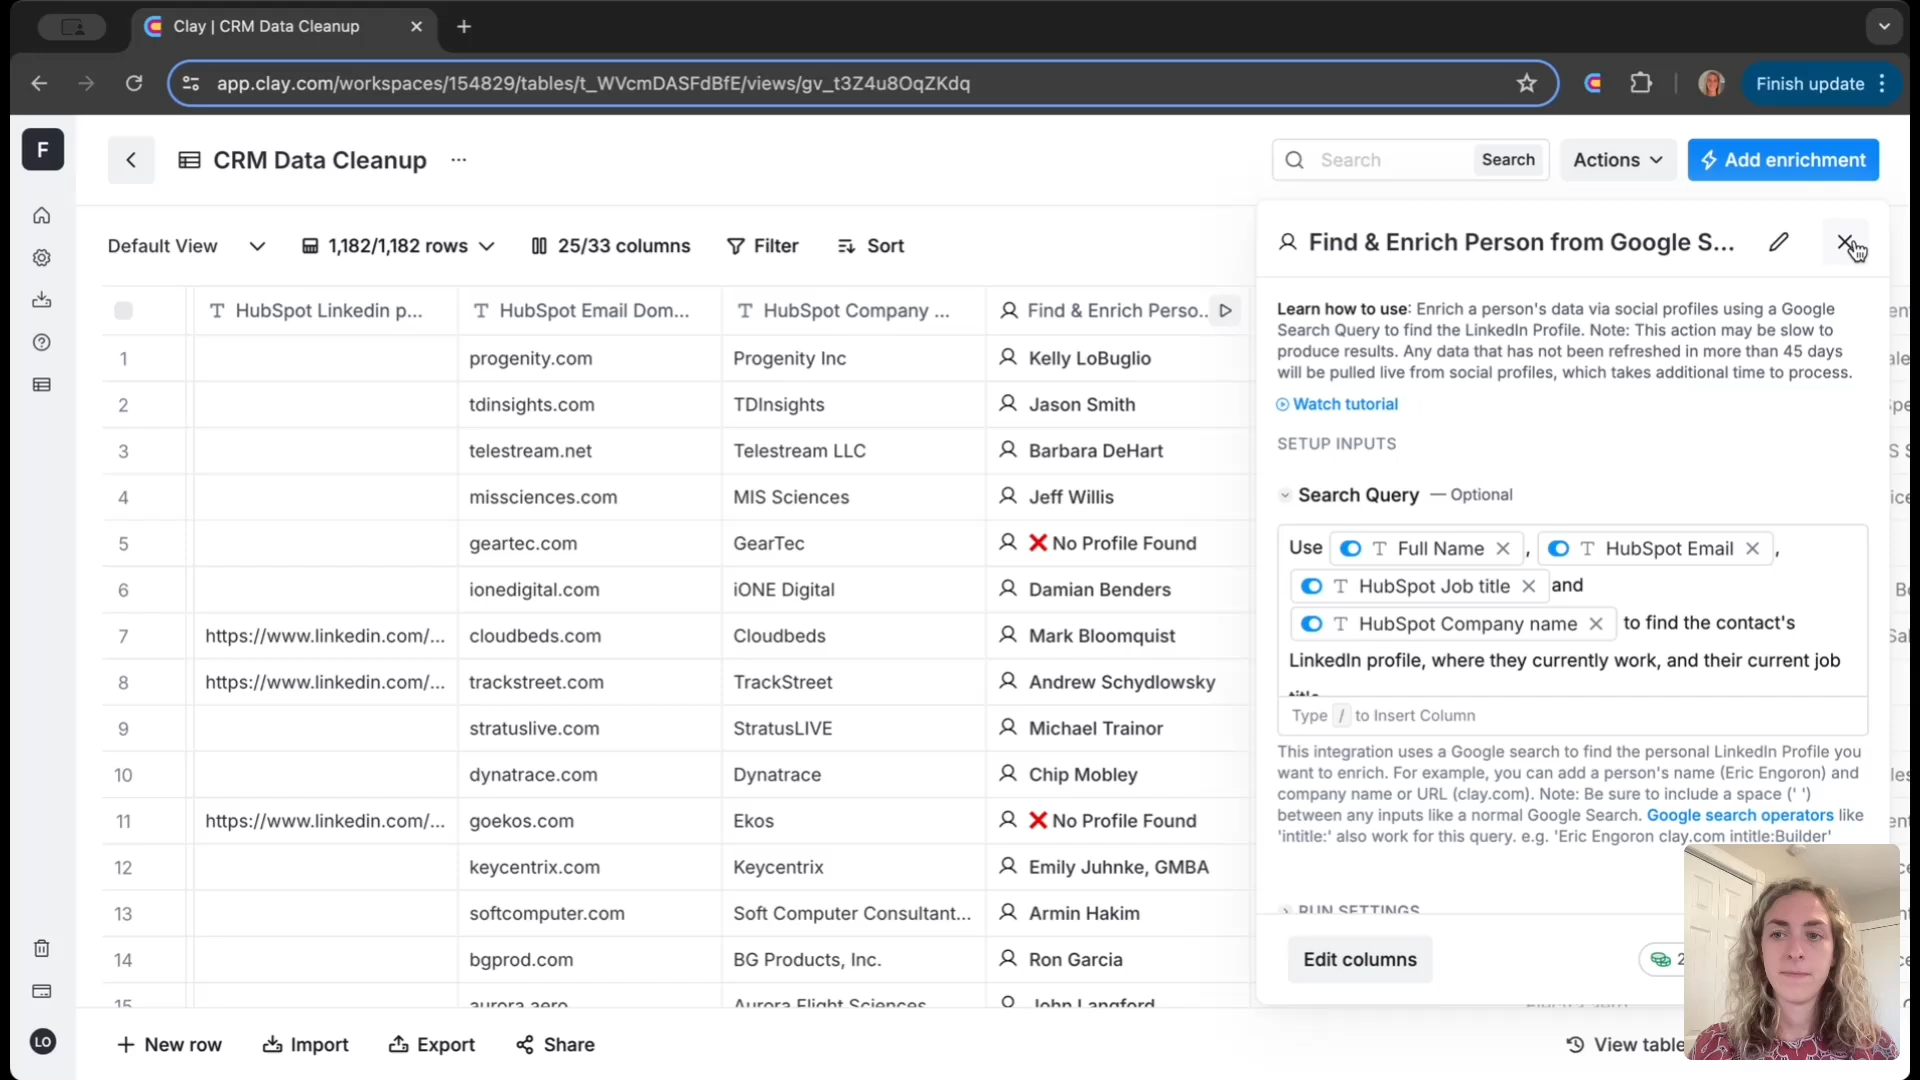 Clay | CRM Data Cleanup
app.clay.com/workspaces/154829/tables/t_WVcmDASFdBfE/views/gv_t3Z4u8OqZKdq
Finish update
F
CRM Data Cleanup
Search
Search
Actions
Add enrichment
Default View
1,182/1,182 rows
25/33 columns
Filter
Sort
HubSpot Linkedin p...
HubSpot Email Dom...
HubSpot Company ...
Find & Enrich Perso..
1 progenity.com Progenity Inc Kelly LoBuglio
2 tdinsights.com TDInsights Jason Smith
3 telestream.net Telestream LLC Barbara DeHart
4 missciences.com MIS Sciences Jeff Willis
5 geartec.com GearTec ❌ No Profile Found
6 ionedigital.com iONE Digital Damian Benders
7 https://www.linkedin.com/... cloudbeds.com Cloudbeds Mark Bloomquist
8 https://www.linkedin.com/... trackstreet.com TrackStreet Andrew Schydlowsky
9 stratuslive.com StratusLIVE Michael Trainor
10 dynatrace.com Dynatrace Chip Mobley
11 https://www.linkedin.com/... goekos.com Ekos ❌ No Profile Found
12 keycentrix.com Keycentrix Emily Juhnke, GMBA
13 softcomputer.com Soft Computer Consultant... Armin Hakim
14 bgprod.com BG Products, Inc. Ron Garcia
15 aurora.aero Aurora Flight Sciences John Langford
Find & Enrich Person from Google S...
Learn how to use: Enrich a person's data via social profiles using a Google
Search Query to find the LinkedIn Profile. Note: This action may be slow to
produce results. Any data that has not been refreshed in more than 45 days
will be pulled live from social profiles, which takes additional time to process.
Watch tutorial
SETUP INPUTS
Search Query — Optional
Use Full Name , HubSpot Email ,
HubSpot Job title and
HubSpot Company name to find the contact's
LinkedIn profile, where they currently work, and their current job
title
Type / to Insert Column
This integration uses a Google search to find the personal LinkedIn Profile you
want to enrich. For example, you can add a person's name (Eric Engoron) and
company name or URL (clay.com). Note: Be sure to include a space (' ')
between any inputs like a normal Google Search. Google search operators like
'intitle:' also work for this query. e.g. 'Eric Engoron clay.com intitle:Builder'
RUN SETTINGS
Edit columns
LO
New row
Import
Export
Share
View table